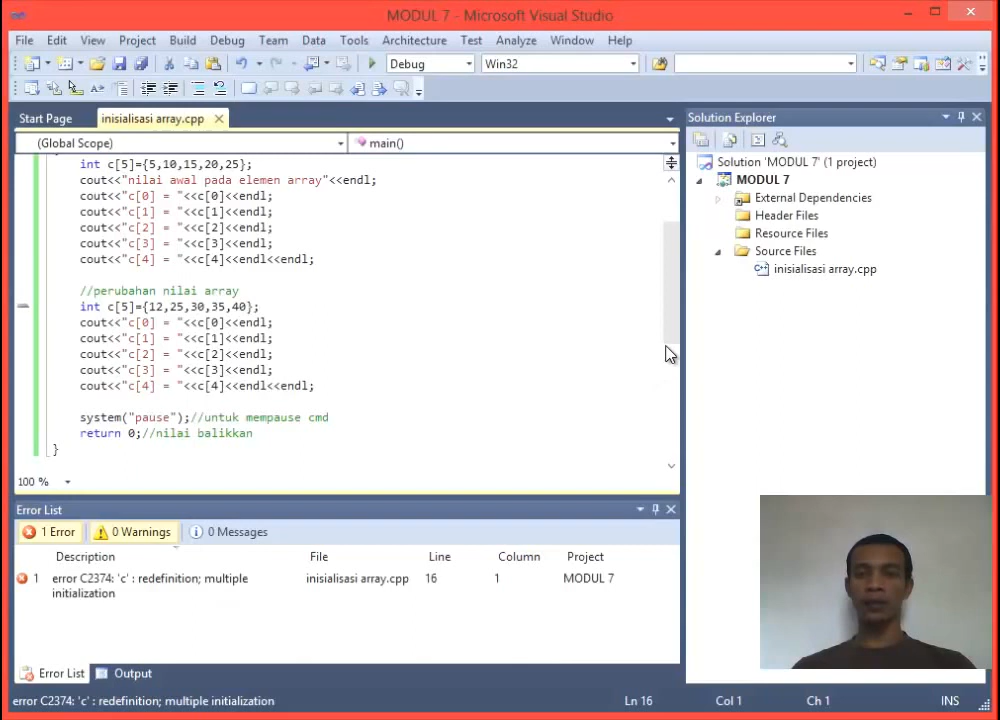 MODUL 7 - Microsoft Visual Studio
File Edit View Project Build Debug Team Data Tools Architecture Test Analyze Window Help
Debug Win32
Start Page inisialisasi array.cpp
(Global Scope) main()
int c[5]={5,10,15,20,25};
cout<<"nilai awal pada elemen array"<<endl;
cout<<"c[0] = "<<c[0]<<endl;
cout<<"c[1] = "<<c[1]<<endl;
cout<<"c[2] = "<<c[2]<<endl;
cout<<"c[3] = "<<c[3]<<endl;
cout<<"c[4] = "<<c[4]<<endl<<endl;
//perubahan nilai array
int c[5]={12,25,30,35,40};
cout<<"c[0] = "<<c[0]<<endl;
cout<<"c[1] = "<<c[1]<<endl;
cout<<"c[2] = "<<c[2]<<endl;
cout<<"c[3] = "<<c[3]<<endl;
cout<<"c[4] = "<<c[4]<<endl<<endl;
system("pause");//untuk mempause cmd
return 0;//nilai balikkan
}
100 %
Solution Explorer
Solution 'MODUL 7' (1 project)
MODUL 7
External Dependencies
Header Files
Resource Files
Source Files
inisialisasi array.cpp
Error List
1 Error 0 Warnings 0 Messages
Description File Line Column Project
1 error C2374: 'c' : redefinition; multiple initialization inisialisasi array.cpp 16 1 MODUL 7
Error List Output
error C2374: 'c' : redefinition; multiple initialization Ln 16 Col 1 Ch 1 INS